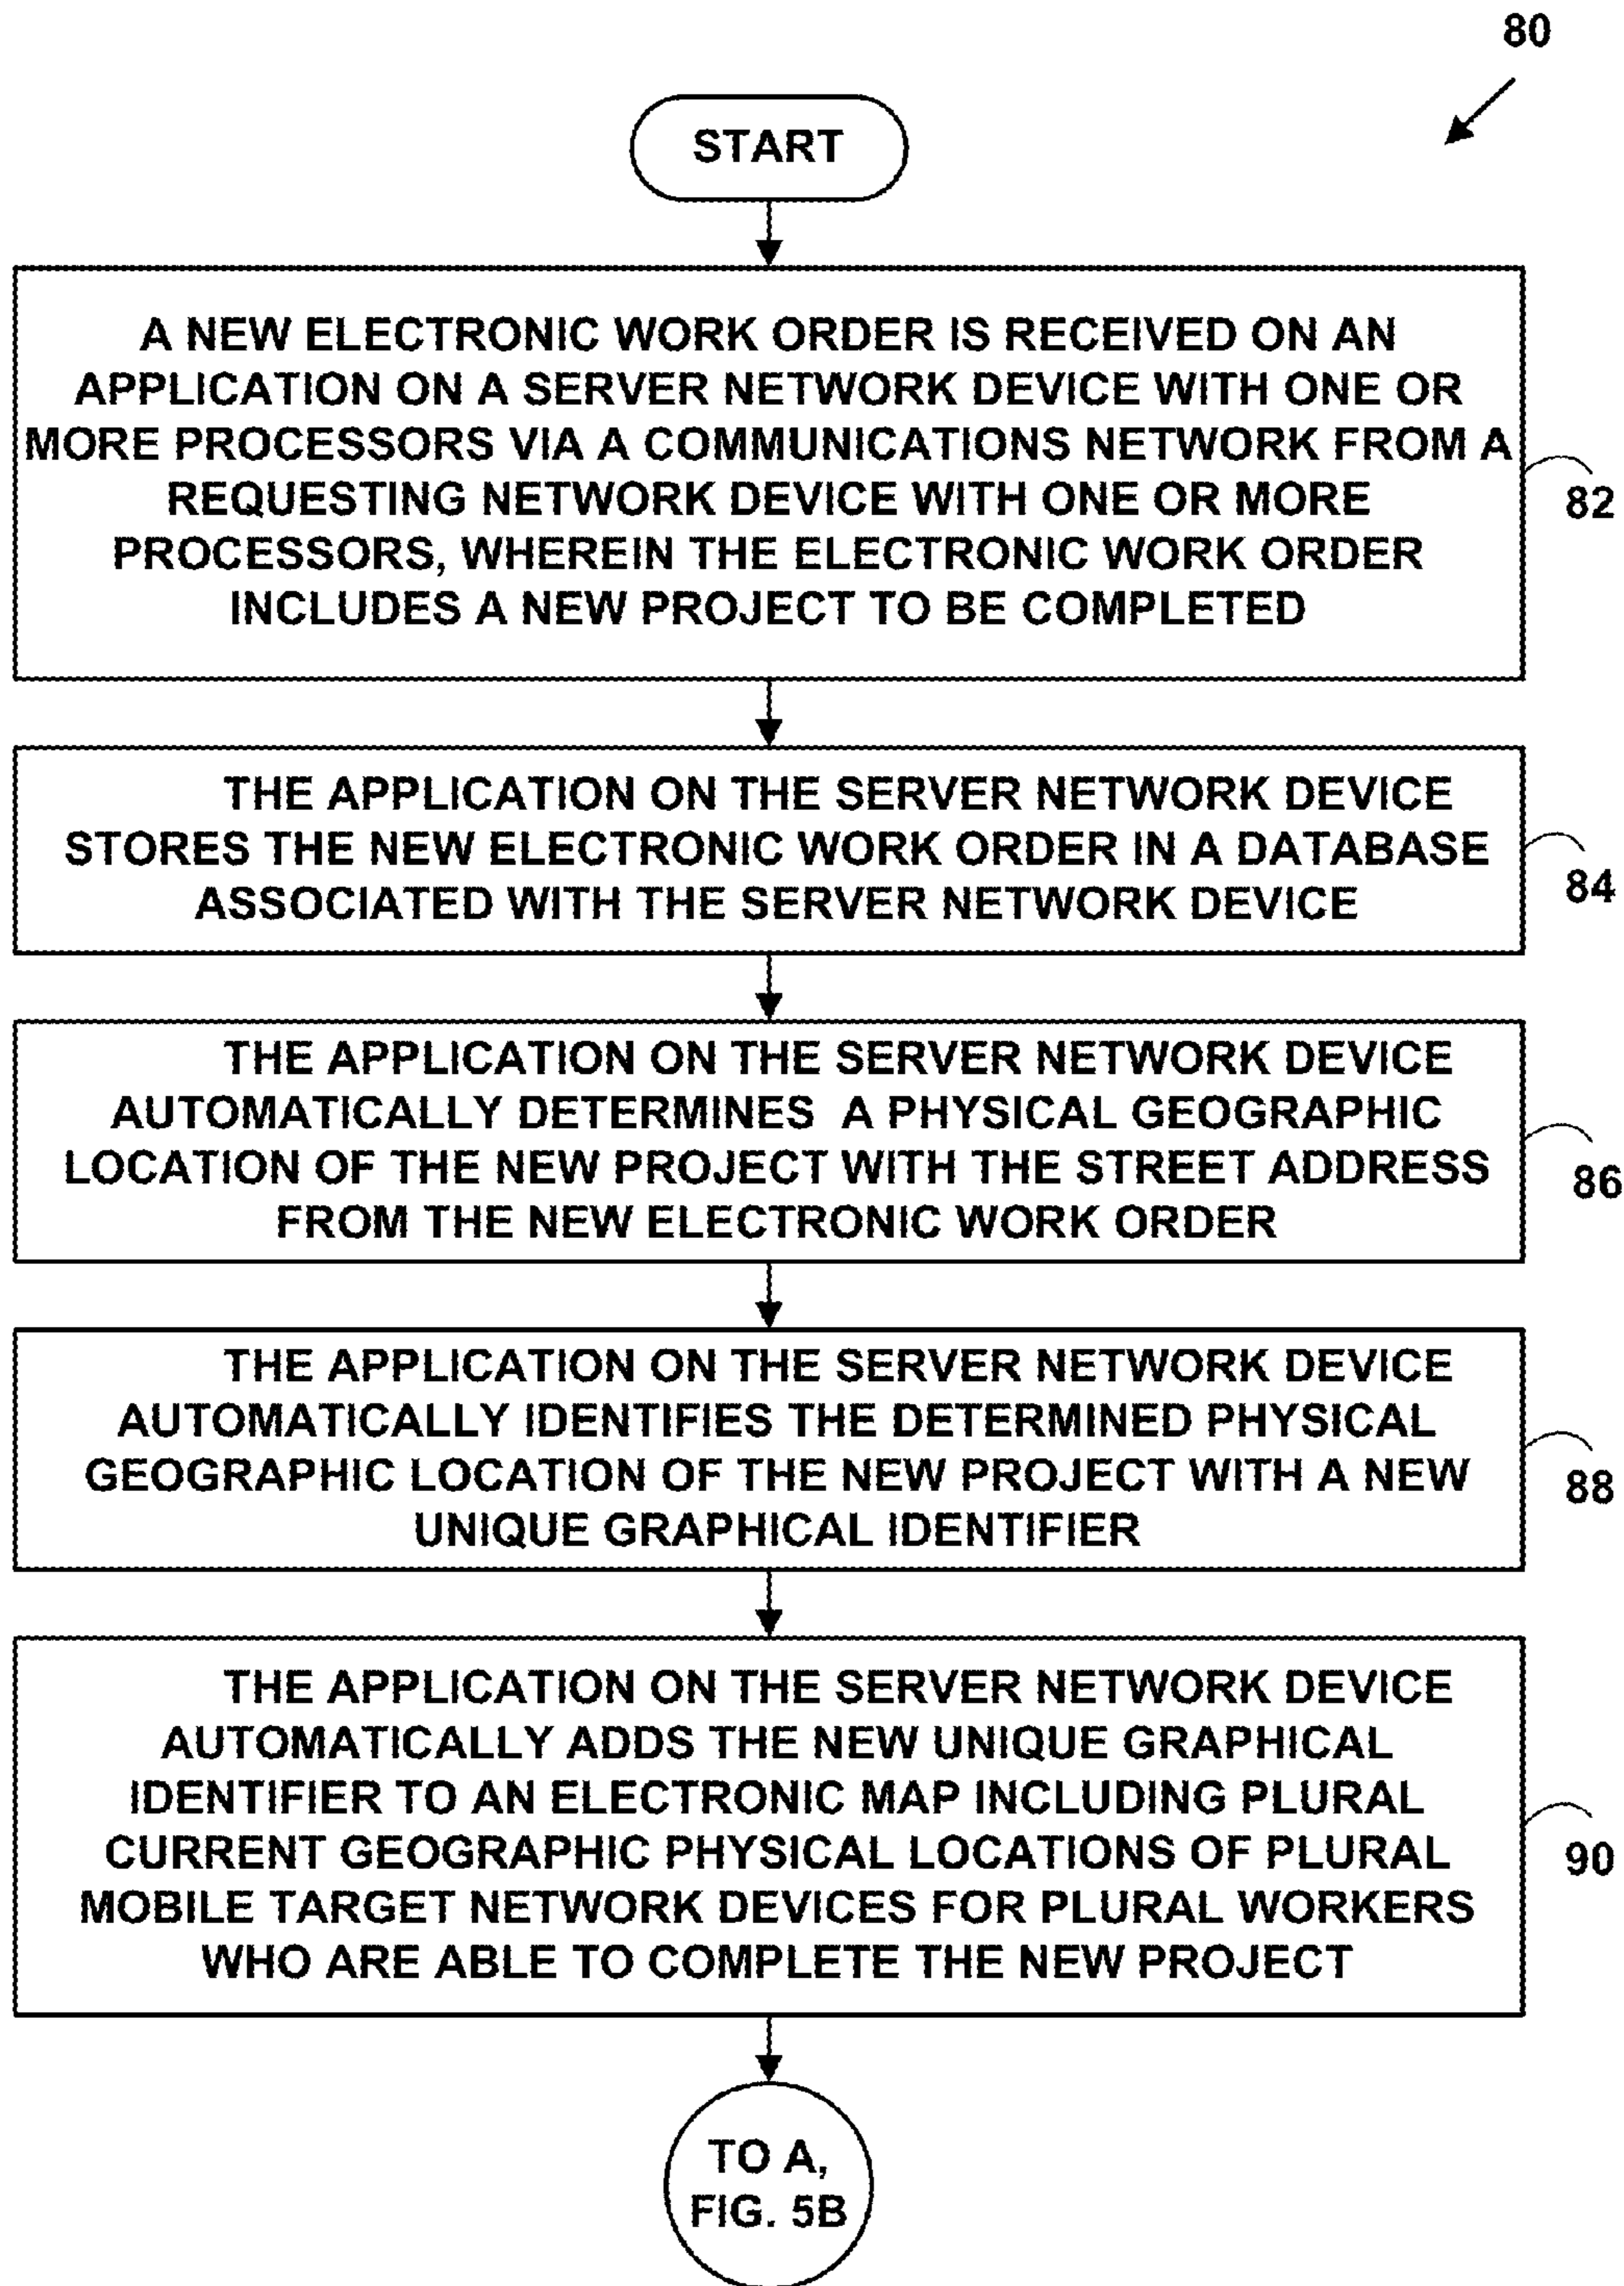 80
START
A NEW ELECTRONIC WORK ORDER IS RECEIVED ON AN
APPLICATION ON A SERVER NETWORK DEVICE WITH ONE OR
MORE PROCESSORS VIA A COMMUNICATIONS NETWORK FROM A
REQUESTING NETWORK DEVICE WITH ONE OR MORE
PROCESSORS, WHEREIN THE ELECTRONIC WORK ORDER
INCLUDES A NEW PROJECT TO BE COMPLETED
82
THE APPLICATION ON THE SERVER NETWORK DEVICE
STORES THE NEW ELECTRONIC WORK ORDER IN A DATABASE
ASSOCIATED WITH THE SERVER NETWORK DEVICE
84
THE APPLICATION ON THE SERVER NETWORK DEVICE
AUTOMATICALLY DETERMINES A PHYSICAL GEOGRAPHIC
LOCATION OF THE NEW PROJECT WITH THE STREET ADDRESS
FROM THE NEW ELECTRONIC WORK ORDER
86
THE APPLICATION ON THE SERVER NETWORK DEVICE
AUTOMATICALLY IDENTIFIES THE DETERMINED PHYSICAL
GEOGRAPHIC LOCATION OF THE NEW PROJECT WITH A NEW
UNIQUE GRAPHICAL IDENTIFIER
88
THE APPLICATION ON THE SERVER NETWORK DEVICE
AUTOMATICALLY ADDS THE NEW UNIQUE GRAPHICAL
IDENTIFIER TO AN ELECTRONIC MAP INCLUDING PLURAL
CURRENT GEOGRAPHIC PHYSICAL LOCATIONS OF PLURAL
MOBILE TARGET NETWORK DEVICES FOR PLURAL WORKERS
WHO ARE ABLE TO COMPLETE THE NEW PROJECT
90
TO A,
FIG. 5B